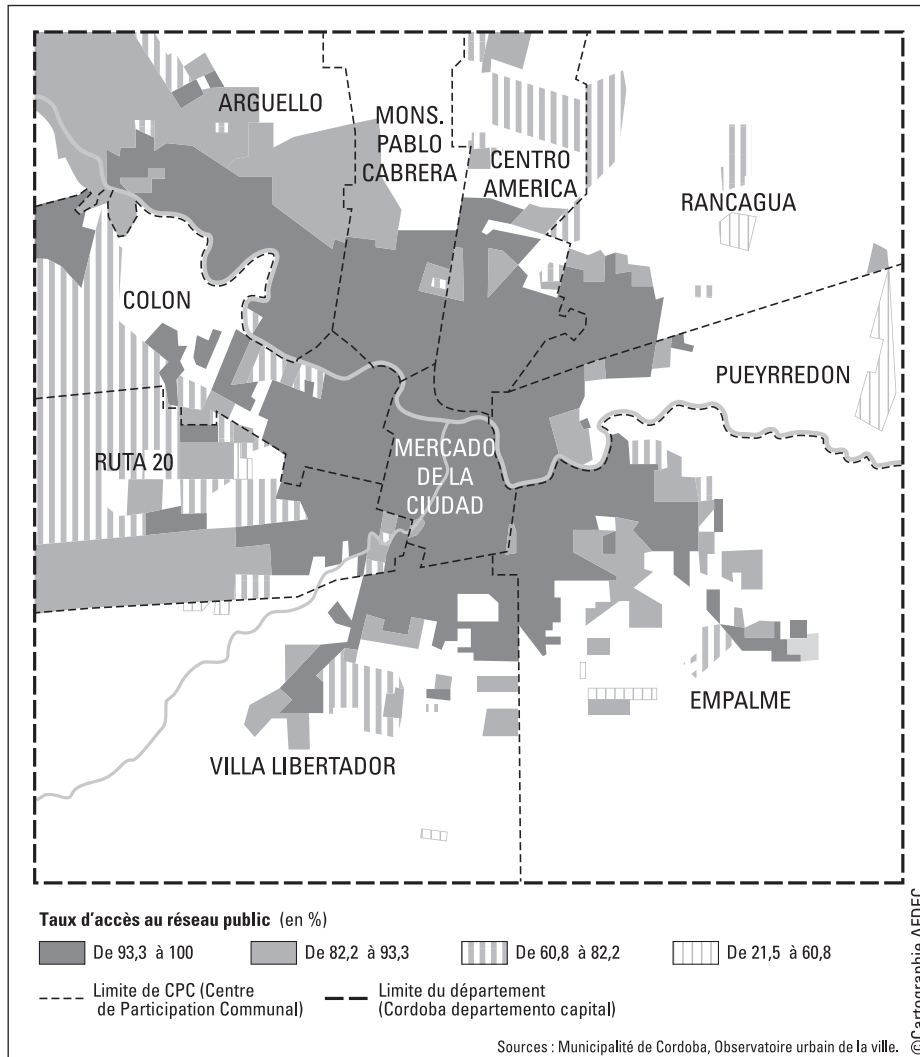 ARGUELLO
MONS.
PABLO
CABRERA
CENTRO
AMERICA
RANCAGUA
COLON
PUEYRREDON
MERCADO
DE LA
CIUDAD
RUTA 20
EMPALME
VILLA LIBERTADOR
Taux d'accès au réseau public (en %)
De 93,3 à 100
De 82,2 à 93,3
De 60,8 à 82,2
De 21,5 à 60,8
Limite de CPC (Centre
de Participation Communal)
Limite du département
(Cordoba departemento capital)
Sources : Municipalité de Cordoba, Observatoire urbain de la ville.
©Cartographie AFDEC